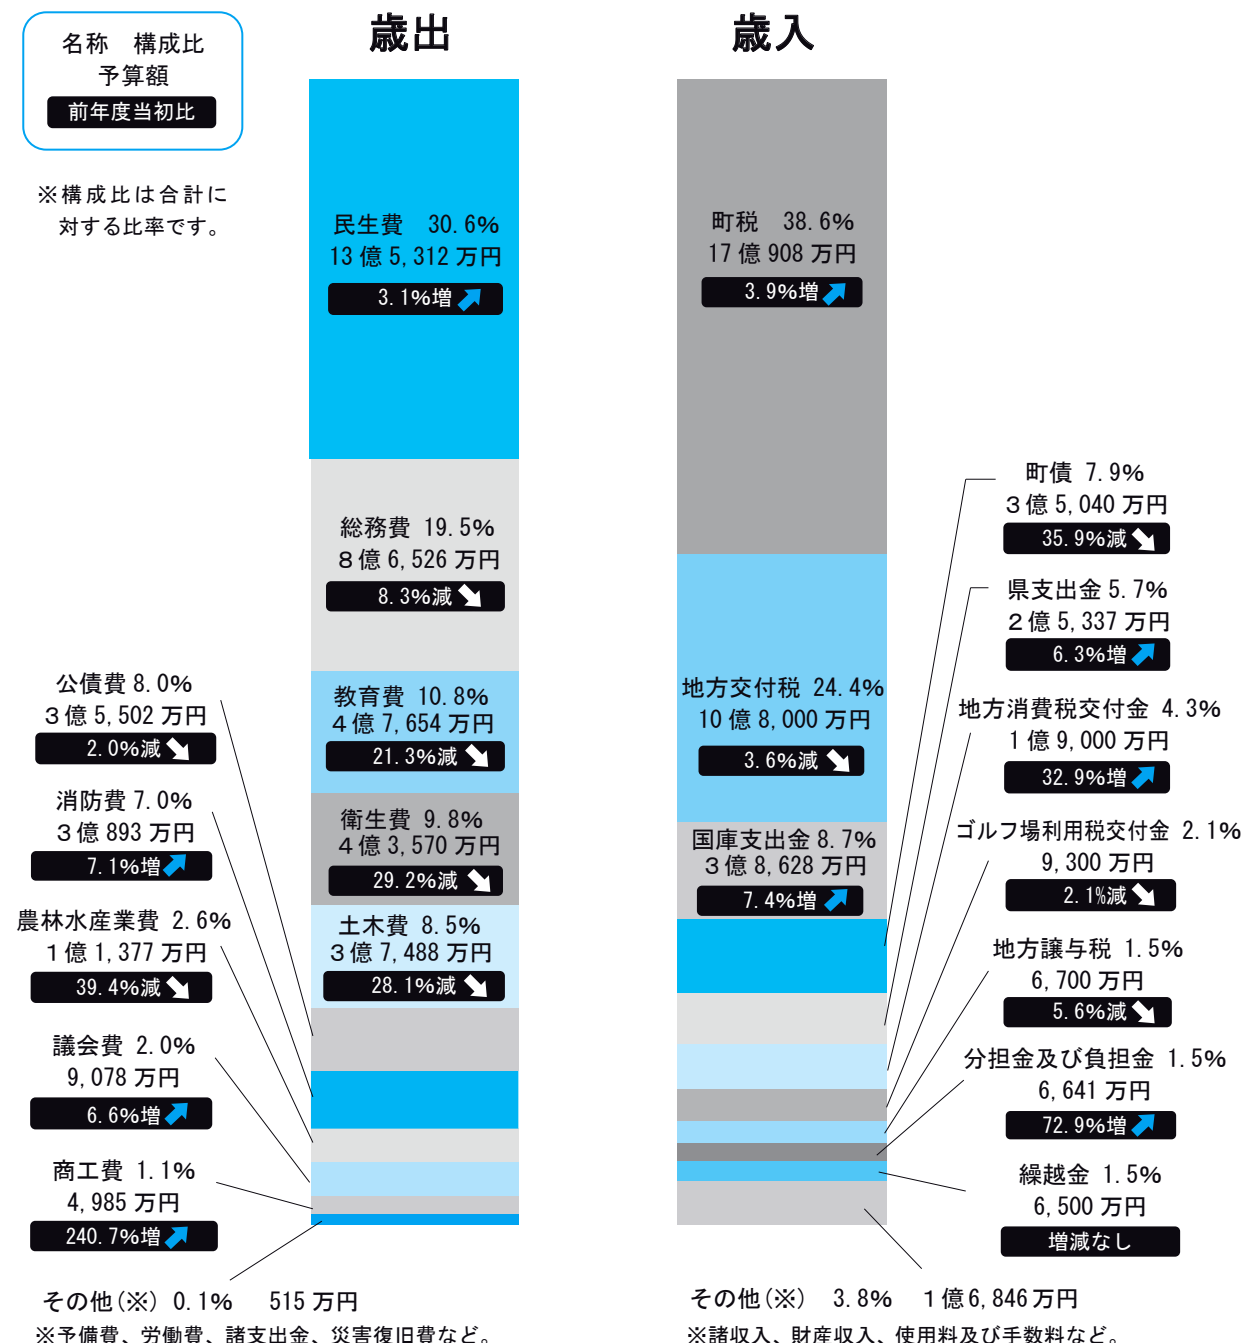 名称　構成比
予算額
前年度当初比
※構成比は合計に
対する比率です。
歳出
民生費　30.6%
13億5,312万円
3.1%増
総務費 19.5%
8億6,526万円
8.3%減
教育費 10.8%
4億7,654万円
21.3%減
衛生費 9.8%
4億3,570万円
29.2%減
土木費 8.5%
3億7,488万円
28.1%減
公債費 8.0%
3億5,502万円
2.0%減
消防費 7.0%
3億893万円
7.1%増
農林水産業費 2.6%
1億1,377万円
39.4%減
議会費 2.0%
9,078万円
6.6%増
商工費 1.1%
4,985万円
240.7%増
その他(※) 0.1%　515万円
※予備費、労働費、諸支出金、災害復旧費など。
歳入
町税　38.6%
17億908万円
3.9%増
地方交付税 24.4%
10億8,000万円
3.6%減
国庫支出金 8.7%
3億8,628万円
7.4%増
町債 7.9%
3億5,040万円
35.9%減
県支出金 5.7%
2億5,337万円
6.3%増
地方消費税交付金 4.3%
1億9,000万円
32.9%増
ゴルフ場利用税交付金 2.1%
9,300万円
2.1%減
地方譲与税 1.5%
6,700万円
5.6%減
分担金及び負担金 1.5%
6,641万円
72.9%増
繰越金 1.5%
6,500万円
増減なし
その他(※)　3.8%　1億6,846万円
※諸収入、財産収入、使用料及び手数料など。